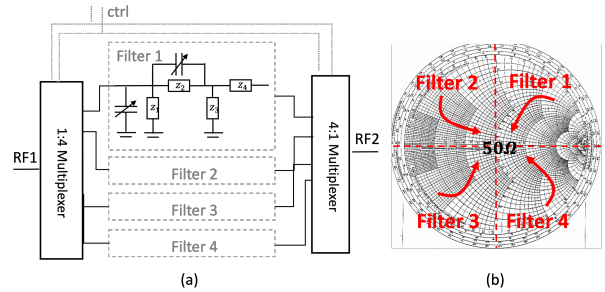 ctrl
Filter 1
z₂
z₄
z₁
z₃
1:4 Multiplexer
4:1 Multiplexer
RF1
RF2
Filter 2
Filter 3
Filter 4
(a)
Filter 2
Filter 1
50Ω
Filter 3
Filter 4
(b)